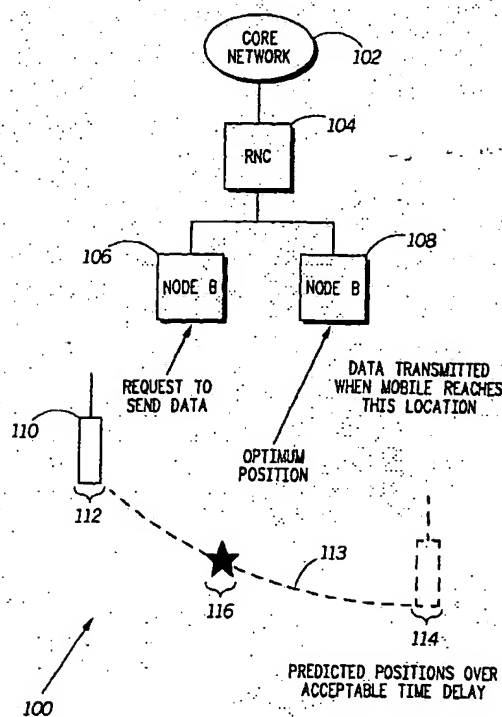 CORE
NETWORK
102
104
RNC
106
108
NODE B
NODE B
REQUEST TO
SEND DATA
DATA TRANSMITTED
WHEN MOBILE REACHES
THIS LOCATION
110
OPTIMUM
POSITION
112
113
116
114
PREDICTED POSITIONS OVER
ACCEPTABLE TIME DELAY
100